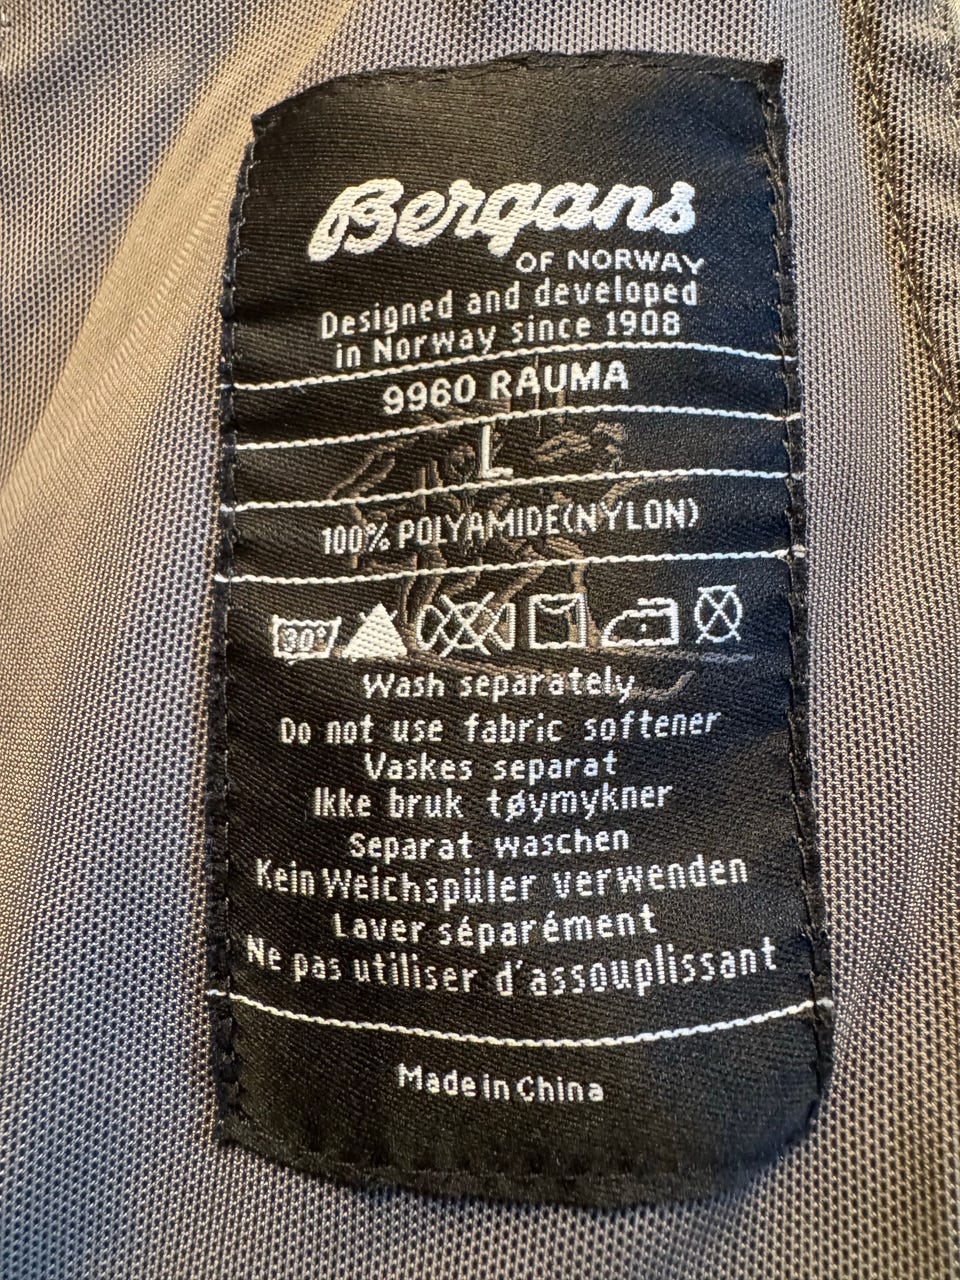 Bergans
OF NORWAY
Designed and developed
in Norway since 1908
9960 RAUMA
L
100% POLYAMIDE(NYLON)
30°
Wash separately
Do not use fabric softener
Vaskes separat
Ikke bruk tøymykner
Separat waschen
Kein Weichspüler verwenden
Laver séparément
Ne pas utiliser d'assouplissant
Made in China